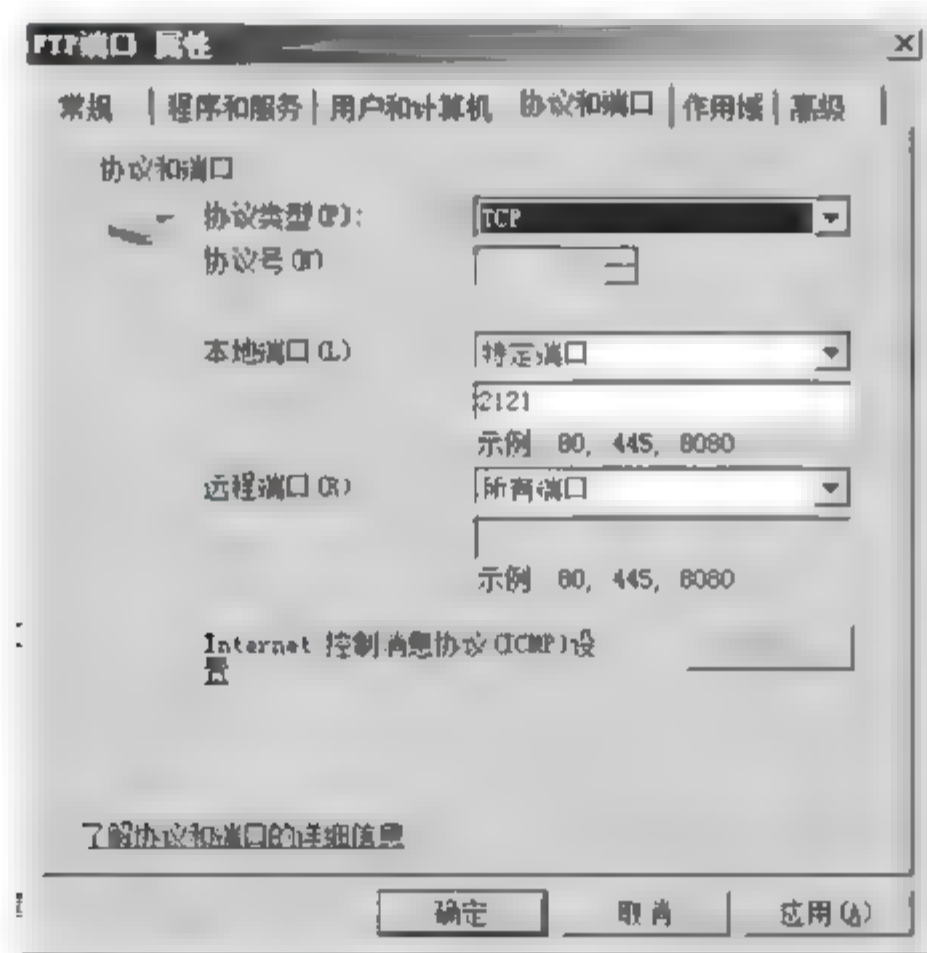 FTP端口 属性
常规 程序和服务 用户和计算机 协议和端口 作用域 高级
协议和端口
协议类型(P): TCP
协议号(N)
本地端口(L) 特定端口
2121
示例 80, 445, 8080
远程端口(R) 所有端口
示例 80, 445, 8080
Internet 控制消息协议(ICMP)设
置
了解协议和端口的详细信息
确定 取消 应用(A)